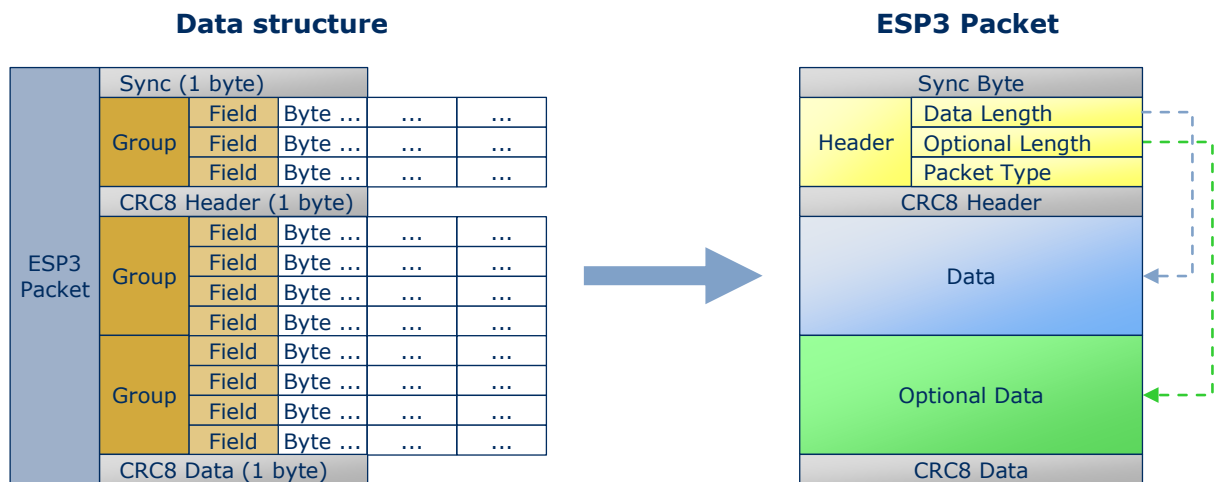 Data structure
ESP3 Packet
Sync (1 byte)
Group
Field Byte ... ... ...
Field Byte ... ... ...
Field Byte ... ... ...
CRC8 Header (1 byte)
ESP3
Packet
Group
Field Byte ... ... ...
Field Byte ... ... ...
Field Byte ... ... ...
Field Byte ... ... ...
Group
Field Byte ... ... ...
Field Byte ... ... ...
Field Byte ... ... ...
Field Byte ... ... ...
CRC8 Data (1 byte)
Sync Byte
Header
Data Length
Optional Length
Packet Type
CRC8 Header
Data
Optional Data
CRC8 Data